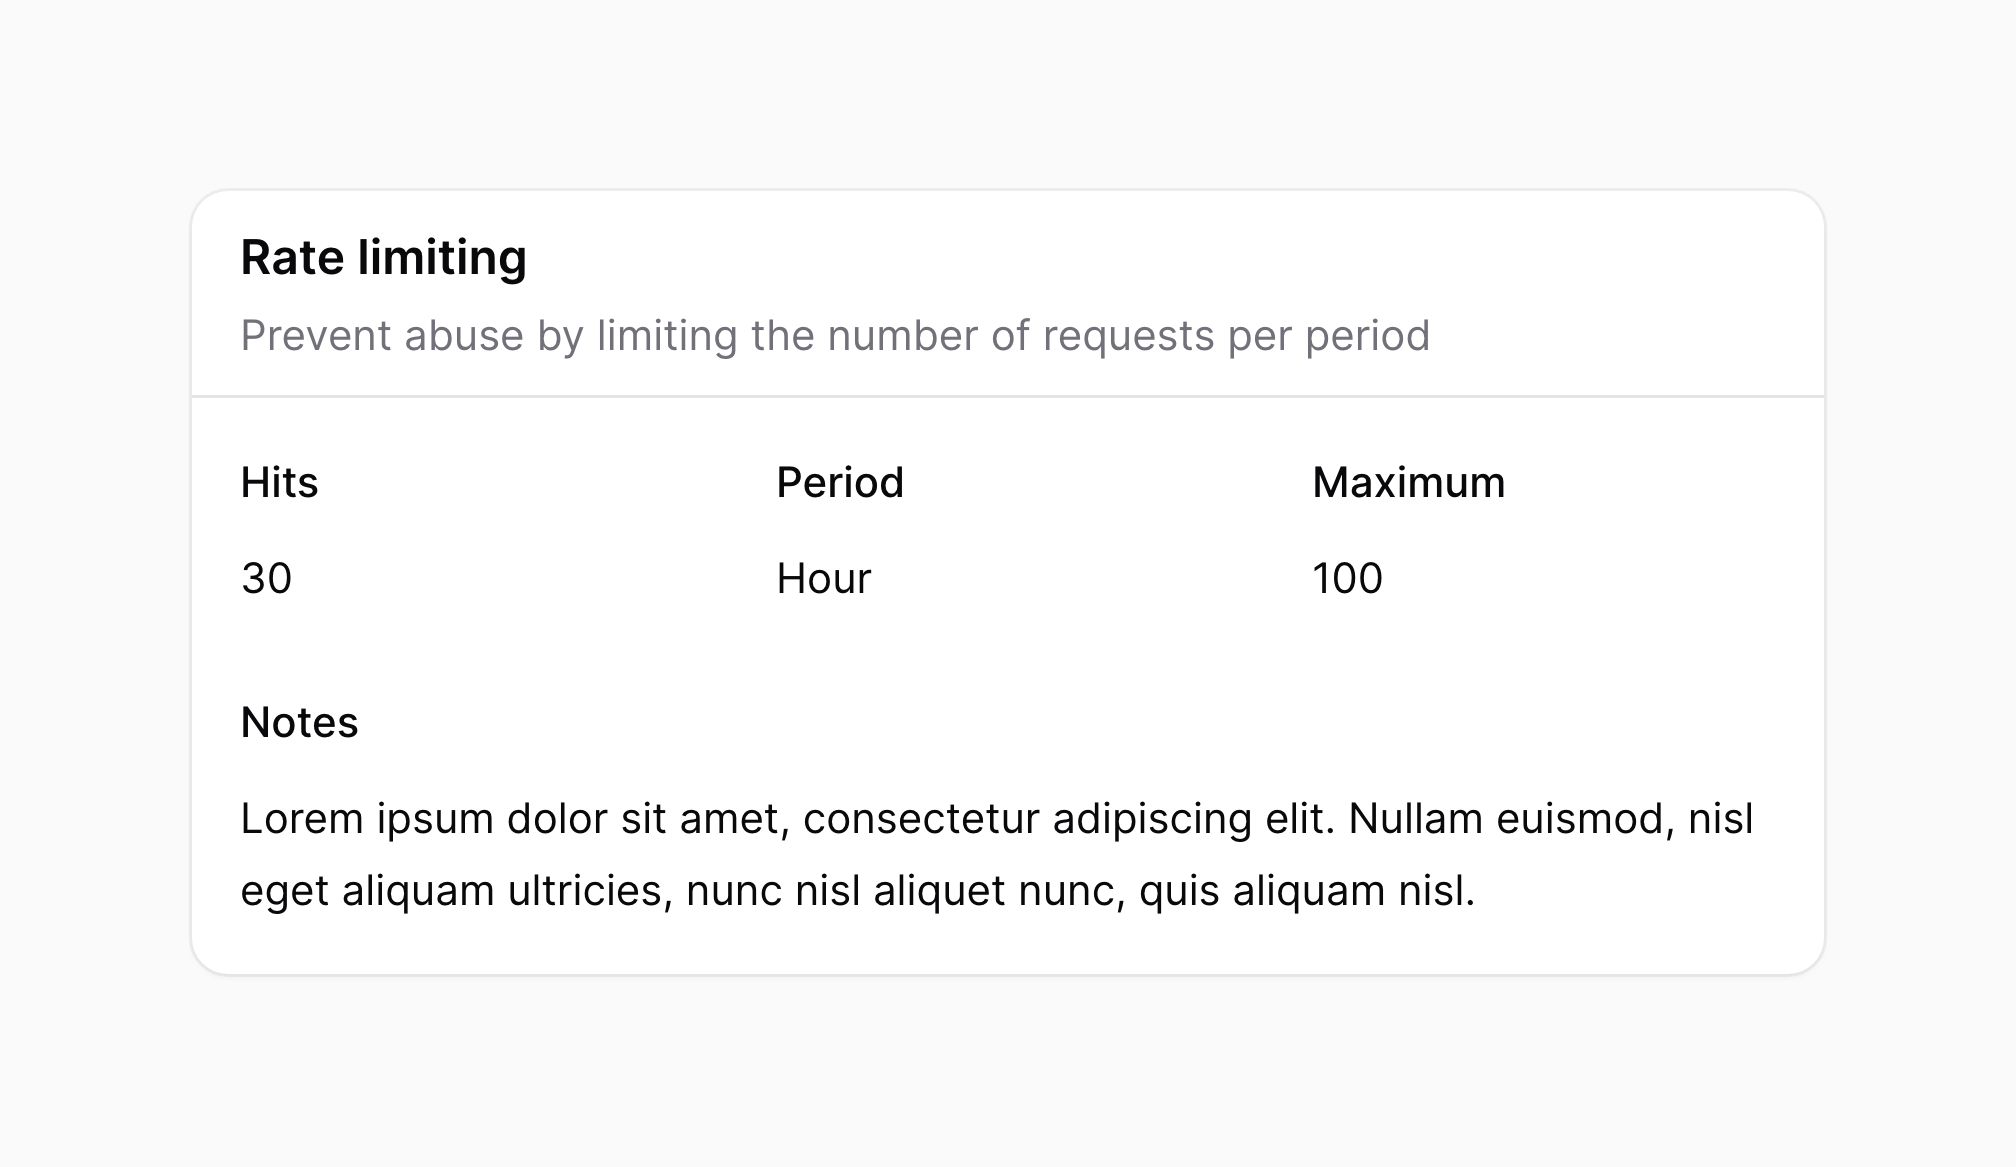 Rate limiting
Prevent abuse by limiting the number of requests per period
Hits
Period
Maximum
30
Hour
100
Notes
Lorem ipsum dolor sit amet, consectetur adipiscing elit. Nullam euismod, nisl
eget aliquam ultricies, nunc nisl aliquet nunc, quis aliquam nisl.